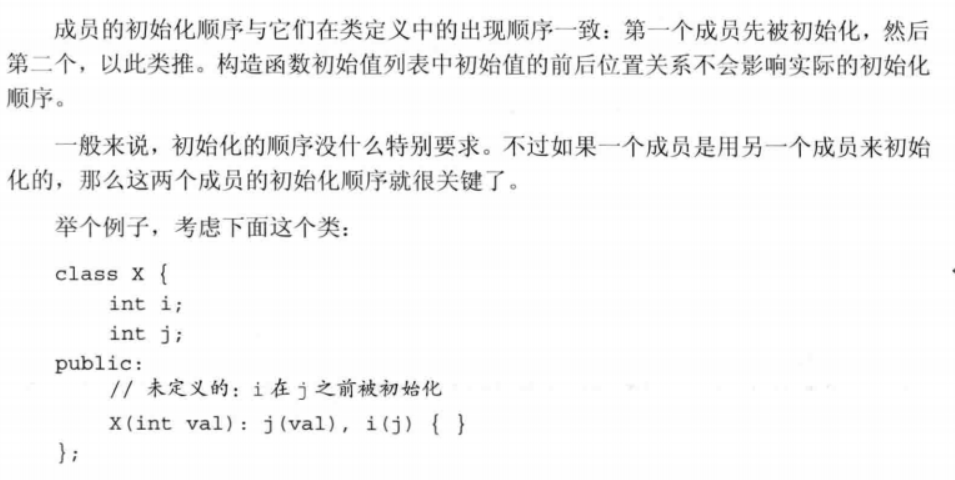 成员的初始化顺序与它们在类定义中的出现顺序一致：第一个成员先被初始化，然后
第二个，以此类推。构造函数初始值列表中初始值的前后位置关系不会影响实际的初始化
顺序。
一般来说，初始化的顺序没什么特别要求。不过如果一个成员是用另一个成员来初始
化的，那么这两个成员的初始化顺序就很关键了。
举个例子，考虑下面这个类：
class X {
    int i;
    int j;
public:
    // 未定义的：i 在 j 之前被初始化
    X(int val): j(val), i(j) { }
};